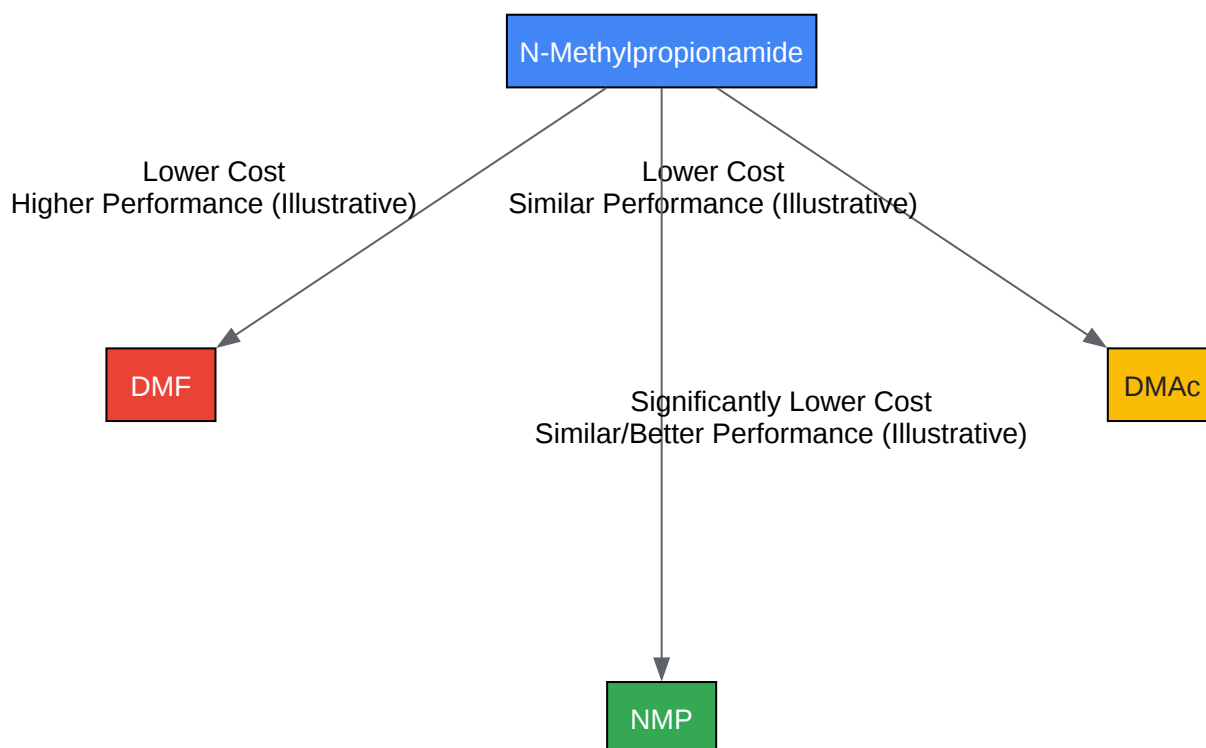 N-Methylpropionamide
Lower Cost
Higher Performance (Illustrative)
Lower Cost
Similar Performance (Illustrative)
DMF
DMAc
Significantly Lower Cost
Similar/Better Performance (Illustrative)
NMP